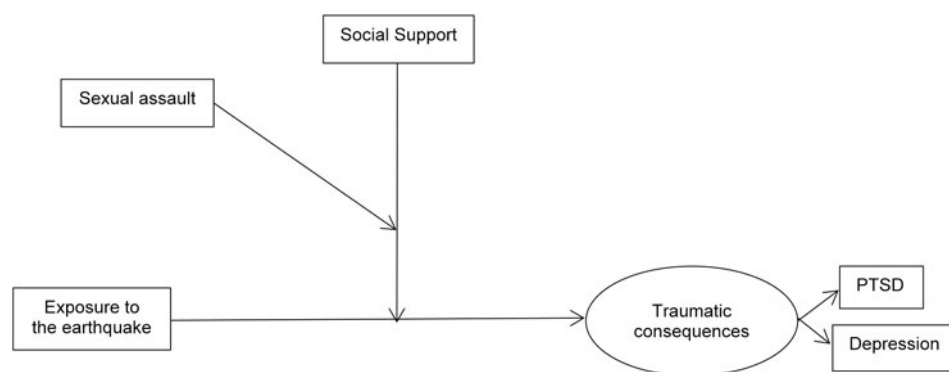 Social Support
Sexual assault
Exposure to
the earthquake
Traumatic
consequences
PTSD
Depression